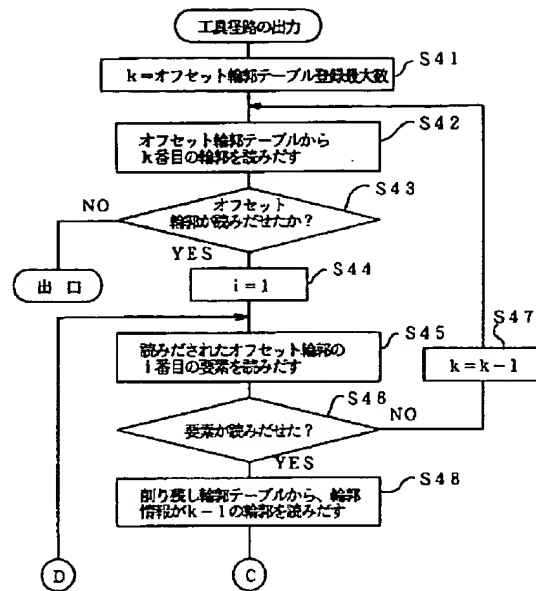 工具径路の出力
S41
k=オフセット輪郭テーブル登録最大数
S42
オフセット輪郭テーブルから
k番目の輪郭を読みだす
S43
オフセット
輪郭が読みだせたか?
NO
YES
出 口
S44
i=1
S45
読みだされたオフセット輪郭の
i番目の要素を読みだす
S47
k=k-1
S46
要素が読みだせた?
NO
YES
S48
削り残し輪郭テーブルから、輪郭
情報がk-1の輪郭を読みだす
D
C